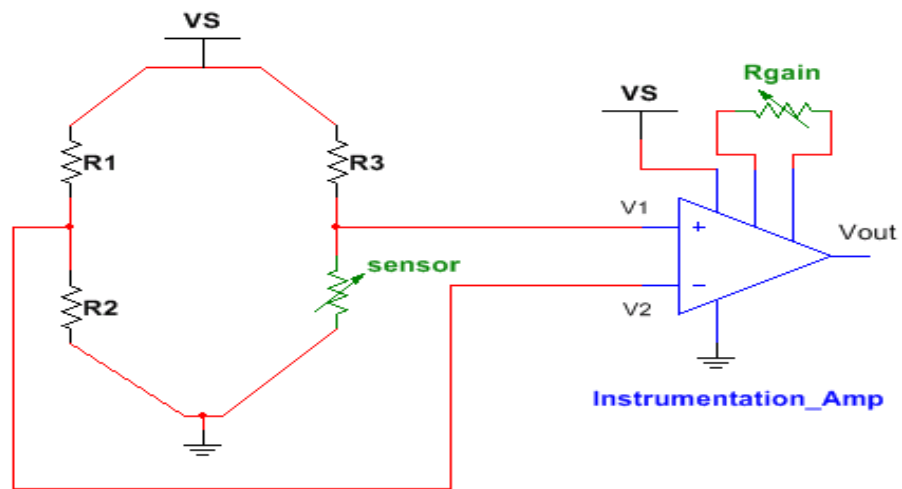 VS
Rgain
VS
R1
R3
V1
+
Vout
sensor
−
R2
V2
Instrumentation_Amp